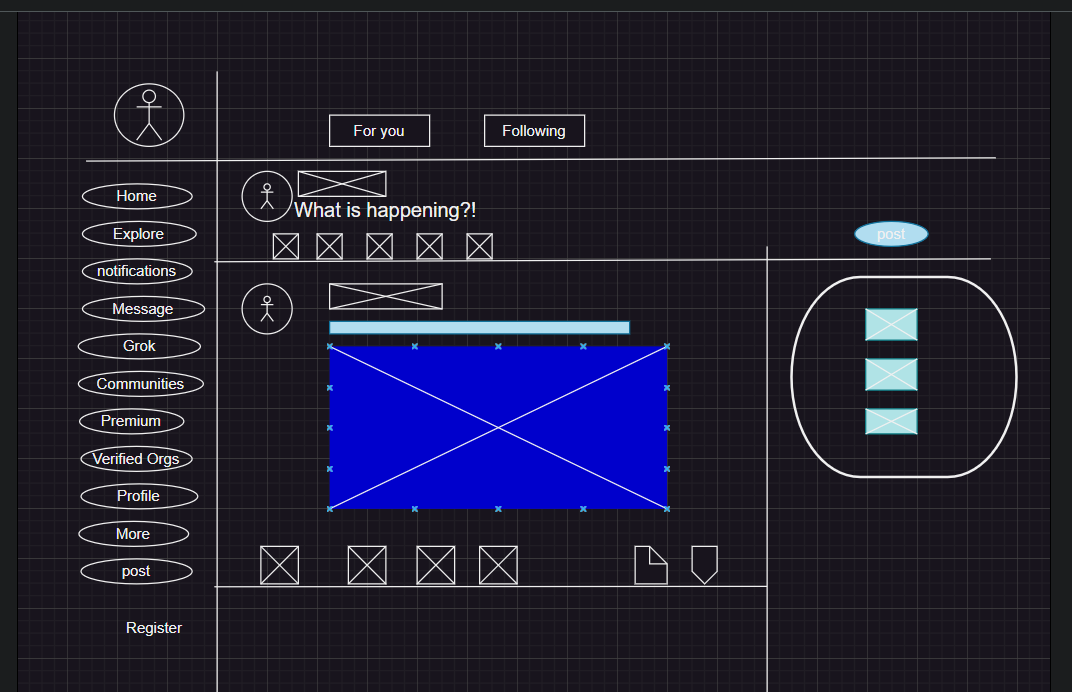 For you
Following
Home
Explore
notifications
Message
Grok
Communities
Premium
Verified Orgs
Profile
More
post
Register
What is happening?!
post